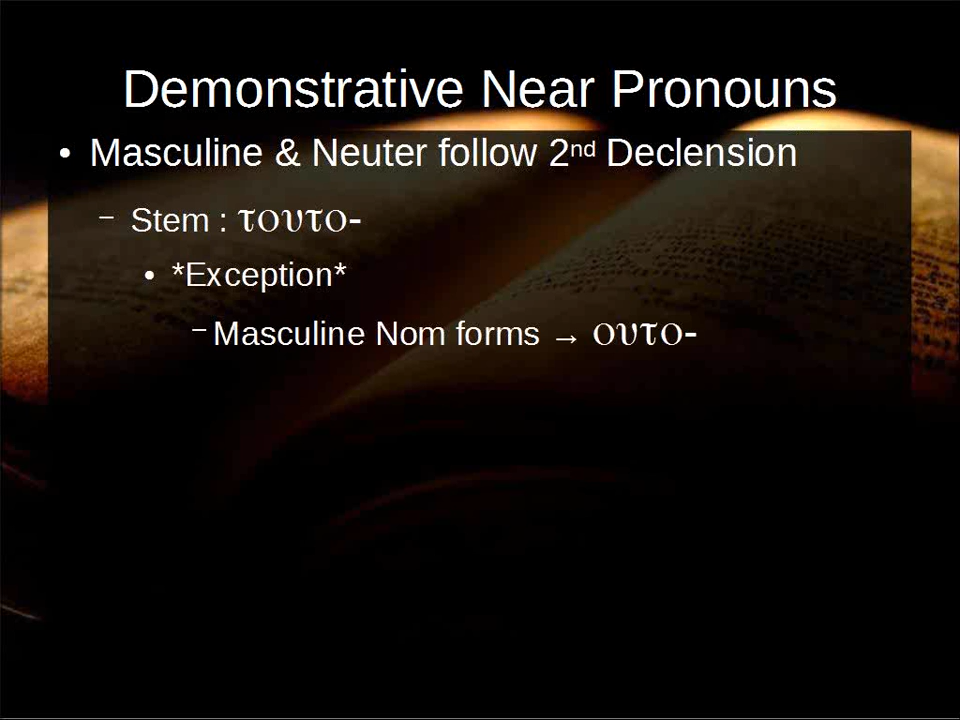 Demonstrative Near Pronouns
• Masculine & Neuter follow 2nd Declension
– Stem : τουτο-
• *Exception*
– Masculine Nom forms → ουτο-